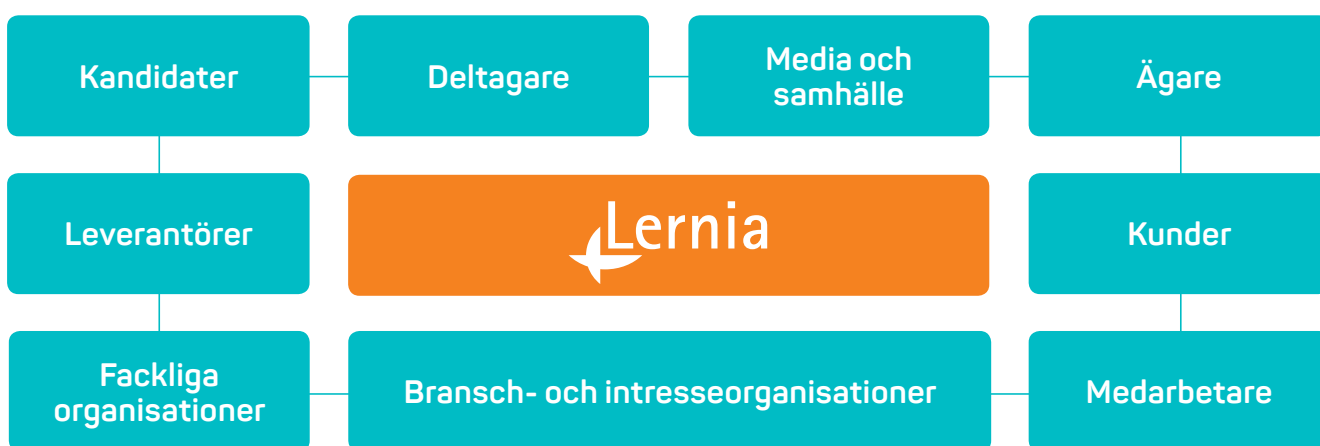 Kandidater
Deltagare
Media och
samhälle
Ägare
Leverantörer
Lernia
Kunder
Fackliga
organisationer
Bransch- och intresseorganisationer
Medarbetare